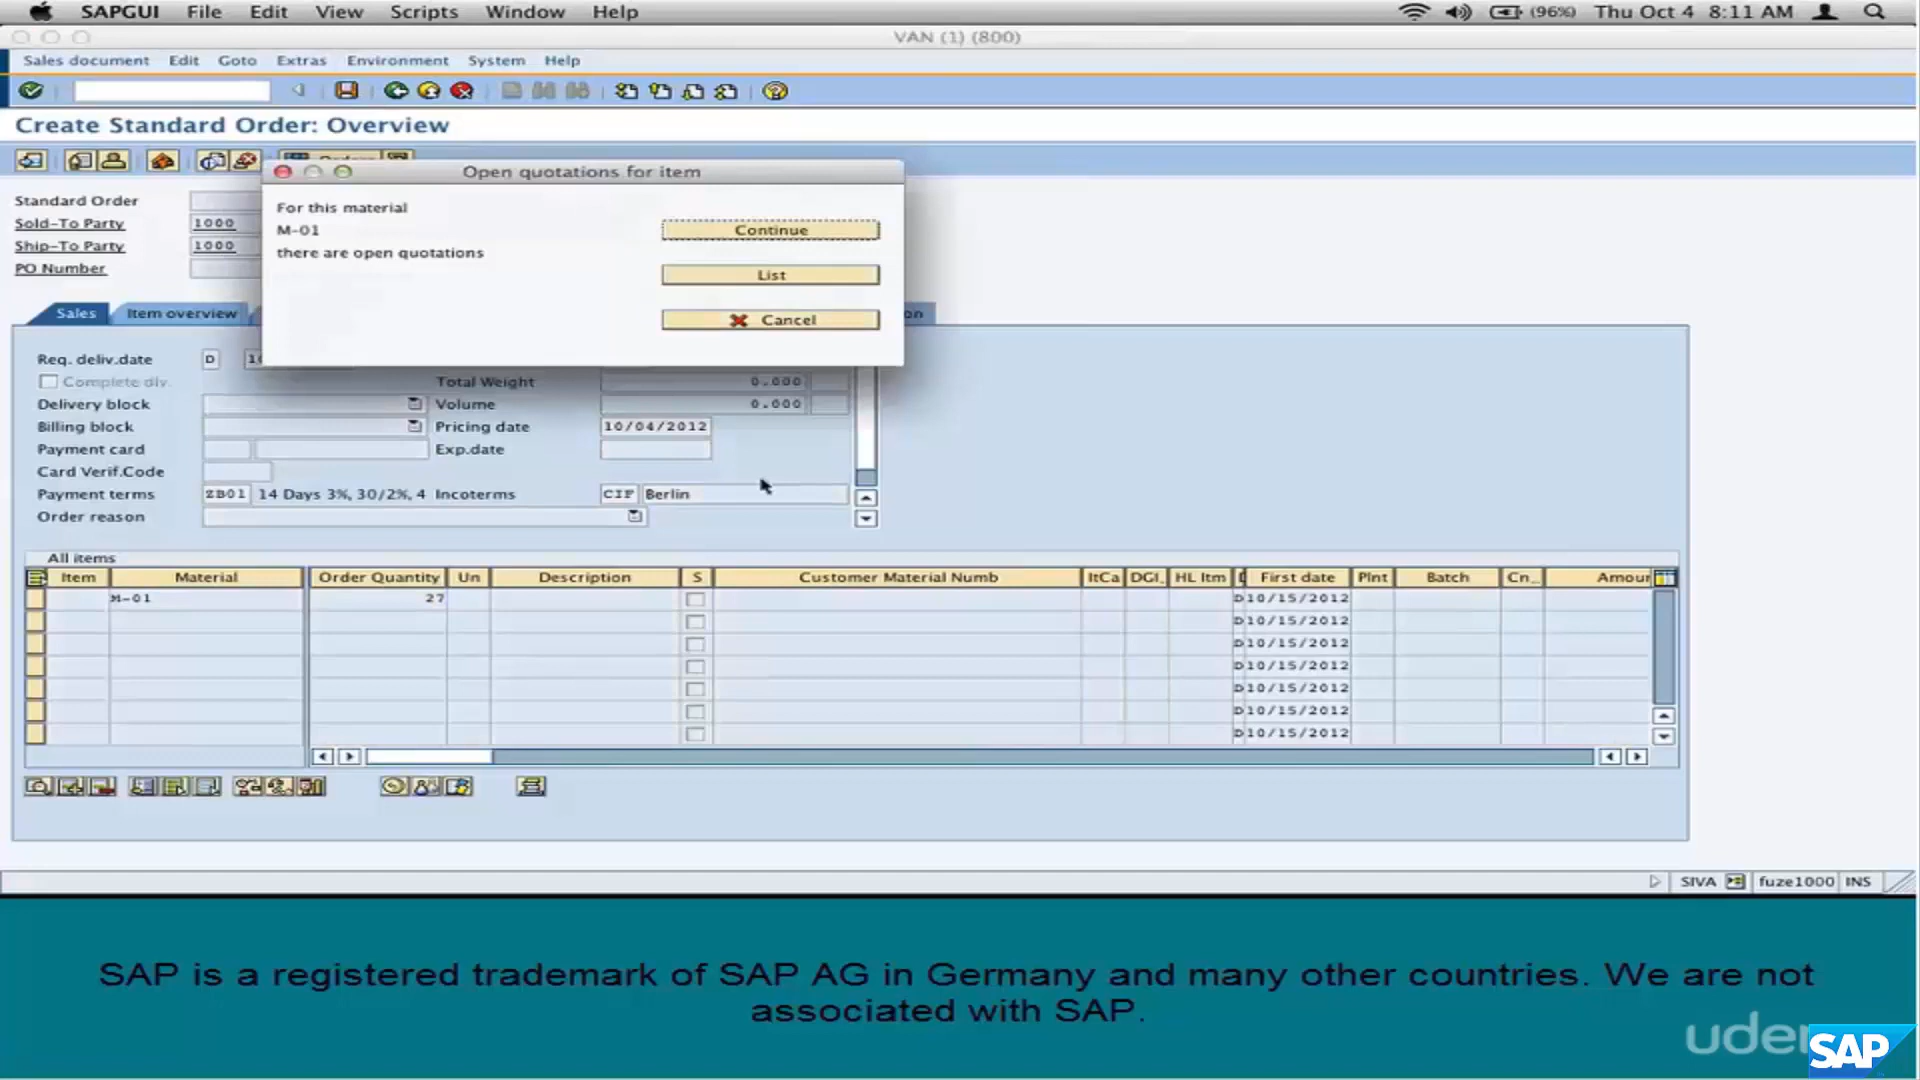 SAPGUI File Edit View Scripts Window Help (96%) Thu Oct 4 8:11 AM
VAN (1) (800)
Sales document Edit Goto Extras Environment System Help
Create Standard Order: Overview
Open quotations for item
For this material
M-01
there are open quotations
Continue
List
Cancel
Standard Order
Sold-To Party 1000
Ship-To Party 1000
PO Number
Sales Item overview on
Req. deliv.date D
Complete dlv. Total Weight 0.000
Delivery block Volume 0.000
Billing block Pricing date 10/04/2012
Payment card Exp.date
Card Verif.Code
Payment terms ZB01 14 Days 3%, 30/2%, 4 Incoterms CIF Berlin
Order reason
All items
Item Material Order Quantity Un Description S Customer Material Numb ItCa DGI HL Itm First date Plnt Batch Cn... Amour
M-01 27 D 10/15/2012
D 10/15/2012
D 10/15/2012
D 10/15/2012
D 10/15/2012
D 10/15/2012
D 10/15/2012
SIVA fuze1000 INS
SAP is a registered trademark of SAP AG in Germany and many other countries. We are not
associated with SAP.
SAP